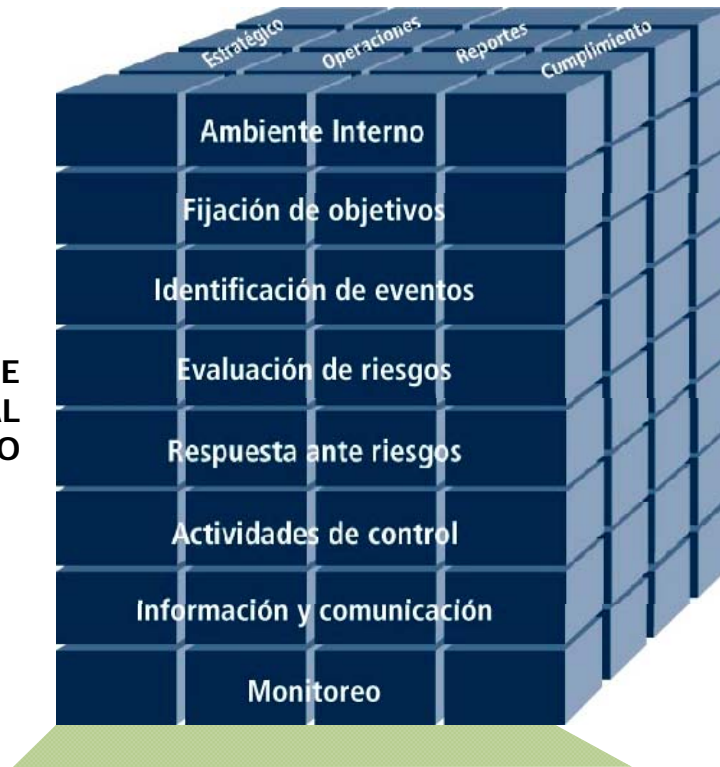 Estratégico
Operaciones
Reportes
Cumplimiento
Ambiente Interno
Fijación de objetivos
Identificación de eventos
Evaluación de riesgos
E
AL
O
Respuesta ante riesgos
Actividades de control
Información y comunicación
Monitoreo